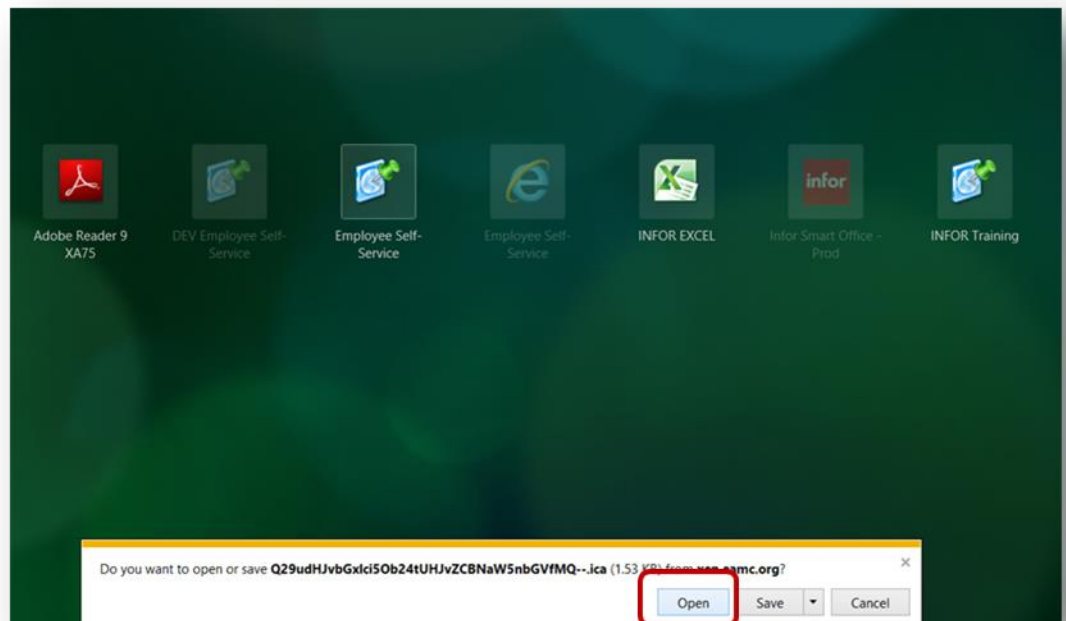 infor
Adobe Reader 9
XA75
DEV Employee Self-
Service
Employee Self-
Service
Employee Self-
Service
INFOR EXCEL
Infor Smart Office -
Prod
INFOR Training
Do you want to open or save Q29udHJvbGxlci5Ob24tUHJvZCBNaW5nbGVfMQ--.ica (1.53 KB) from amc.org?
Open
Save
Cancel